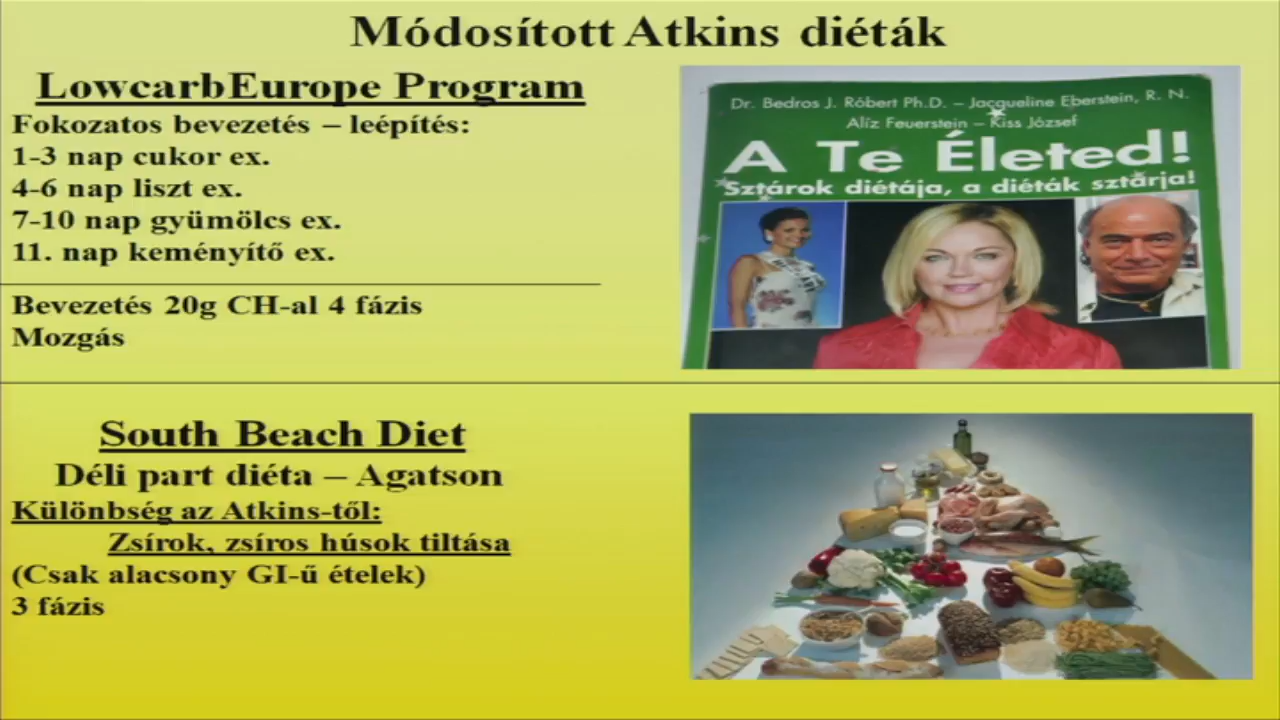 Módosított Atkins diéták
LowcarbEurope Program
Fokozatos bevezetés – leépítés:
1-3 nap cukor ex.
4-6 nap liszt ex.
7-10 nap gyümölcs ex.
11. nap keményítő ex.
Bevezetés 20g CH-al 4 fázis
Mozgás
Dr. Bedros J. Róbert Ph.D. – Jacqueline Eberstein, R. N.
Alíz Feuerstein – Kiss József
A Te Életed!
Sztárok diétája, a diéták sztárja!
South Beach Diet
Déli part diéta – Agatson
Különbség az Atkins-től:
Zsírok, zsíros húsok tiltása
(Csak alacsony GI-ű ételek)
3 fázis